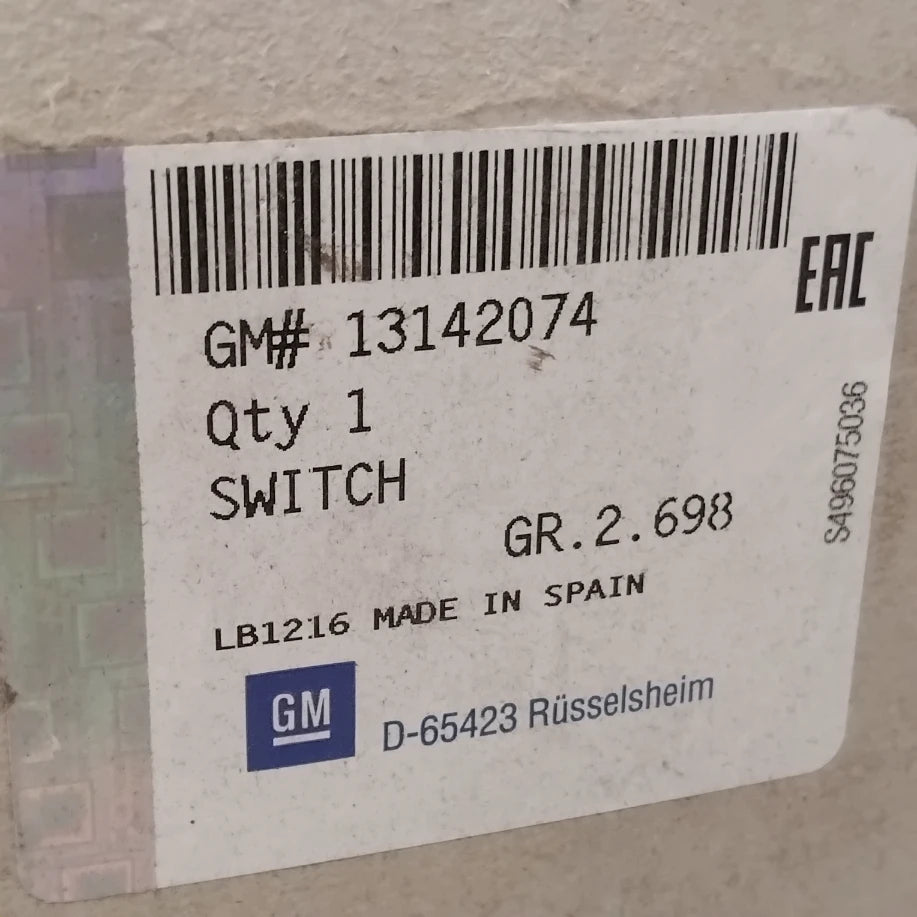 EAC
GM# 13142074
Qty 1
SWITCH
GR.2.698
S496075036
LB1216 MADE IN SPAIN
GM
D-65423 Rüsselsheim